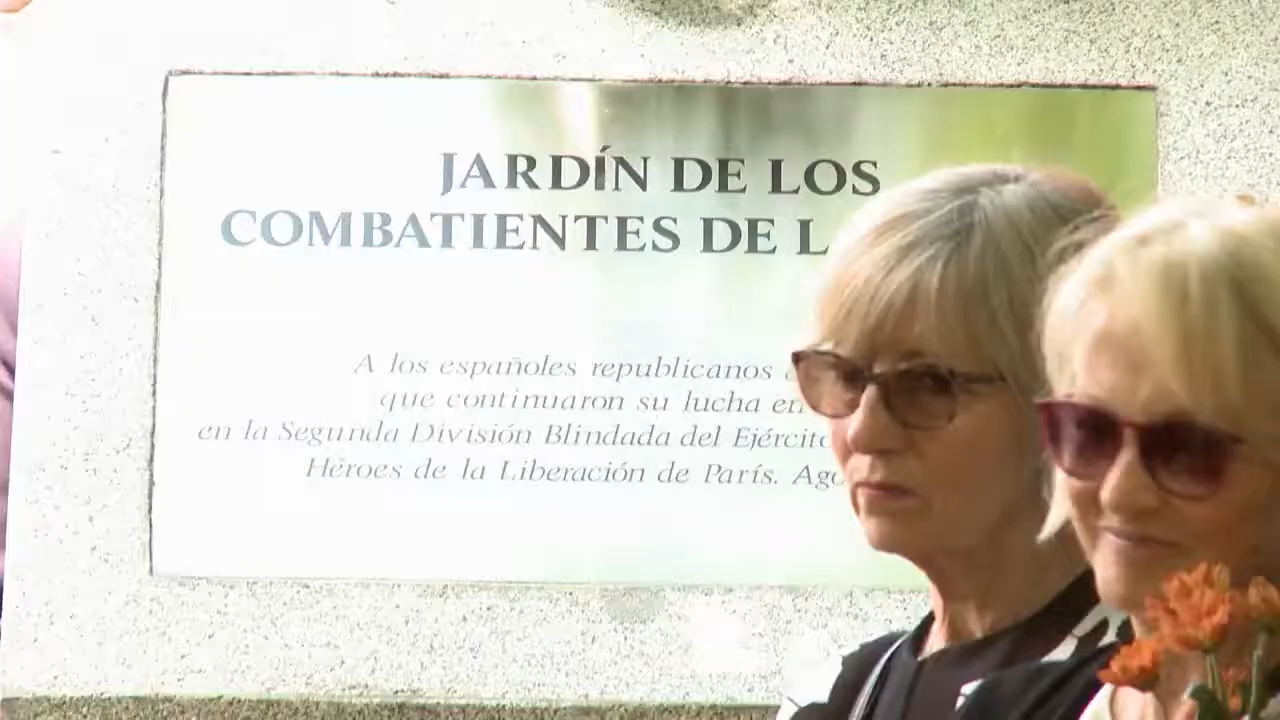 JARDÍN DE LOS
COMBATIENTES DE L
A los españoles republicanos
que continuaron su lucha en
en la Segunda División Blindada del Ejército
Héroes de la Liberación de París. Ago